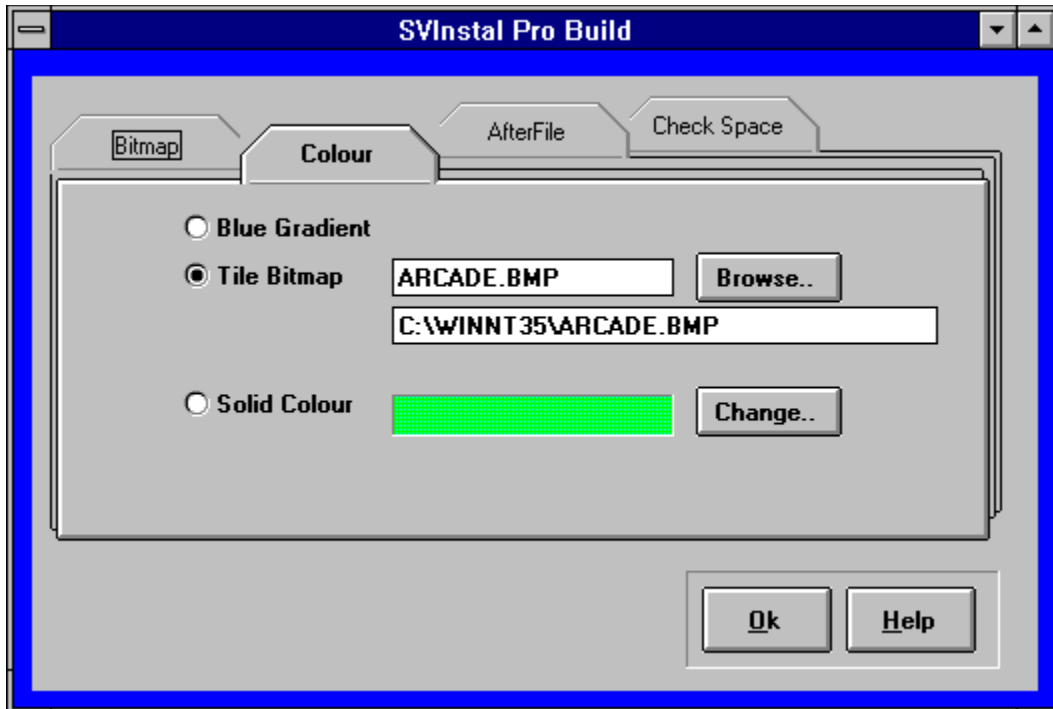 SVInstal Pro Build
Bitmap
Colour
AfterFile
Check Space
Blue Gradient
Tile Bitmap
ARCADE.BMP
Browse..
C:\WINNT35\ARCADE.BMP
Solid Colour
Change..
Ok
Help